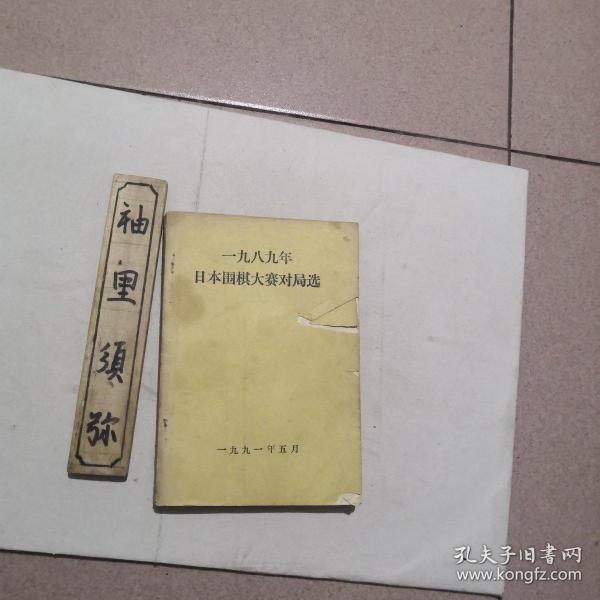 袖里須弥
一九八九年
日本围棋大赛对局选
一九九一年五月
孔夫子旧書网
www.kongfz.com